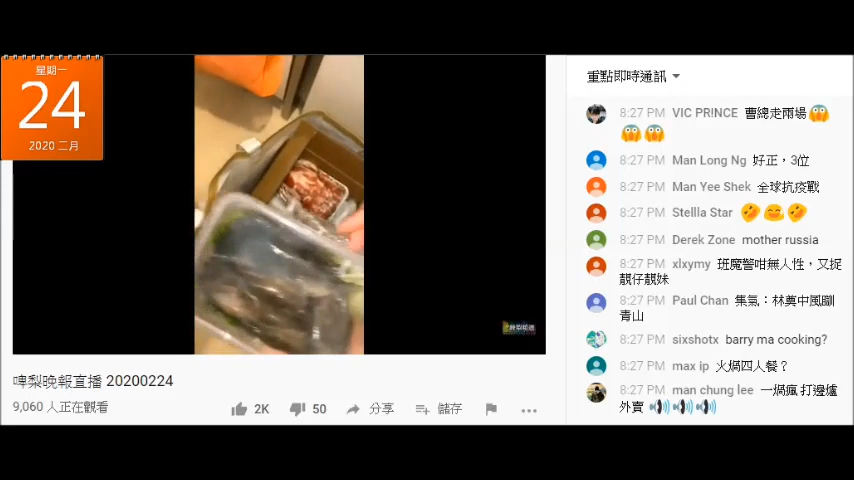 星期一
24
2020 二月
啤梨晚報直播 20200224
9,060 人正在觀看
2K
50
分享
儲存
重點即時通訊
8:27 PM VIC PRINCE 曹總走兩場😱
😱😱
8:27 PM Man Long Ng 好正，3位
8:27 PM Man Yee Shek 全球抗疫戰
8:27 PM Stellla Star 🤣😊🤣
8:27 PM Derek Zone mother russia
8:27 PM xlxymy 班魔警咁無人性，又捉
靚仔靚妹
8:27 PM Paul Chan 集氣：林䔳中風瞓
青山
8:27 PM sixshotx barry ma cooking?
8:27 PM max ip 火煱四人餐？
8:27 PM man chung lee 一煱瘋 打邊爐
外賣 🔊🔊🔊